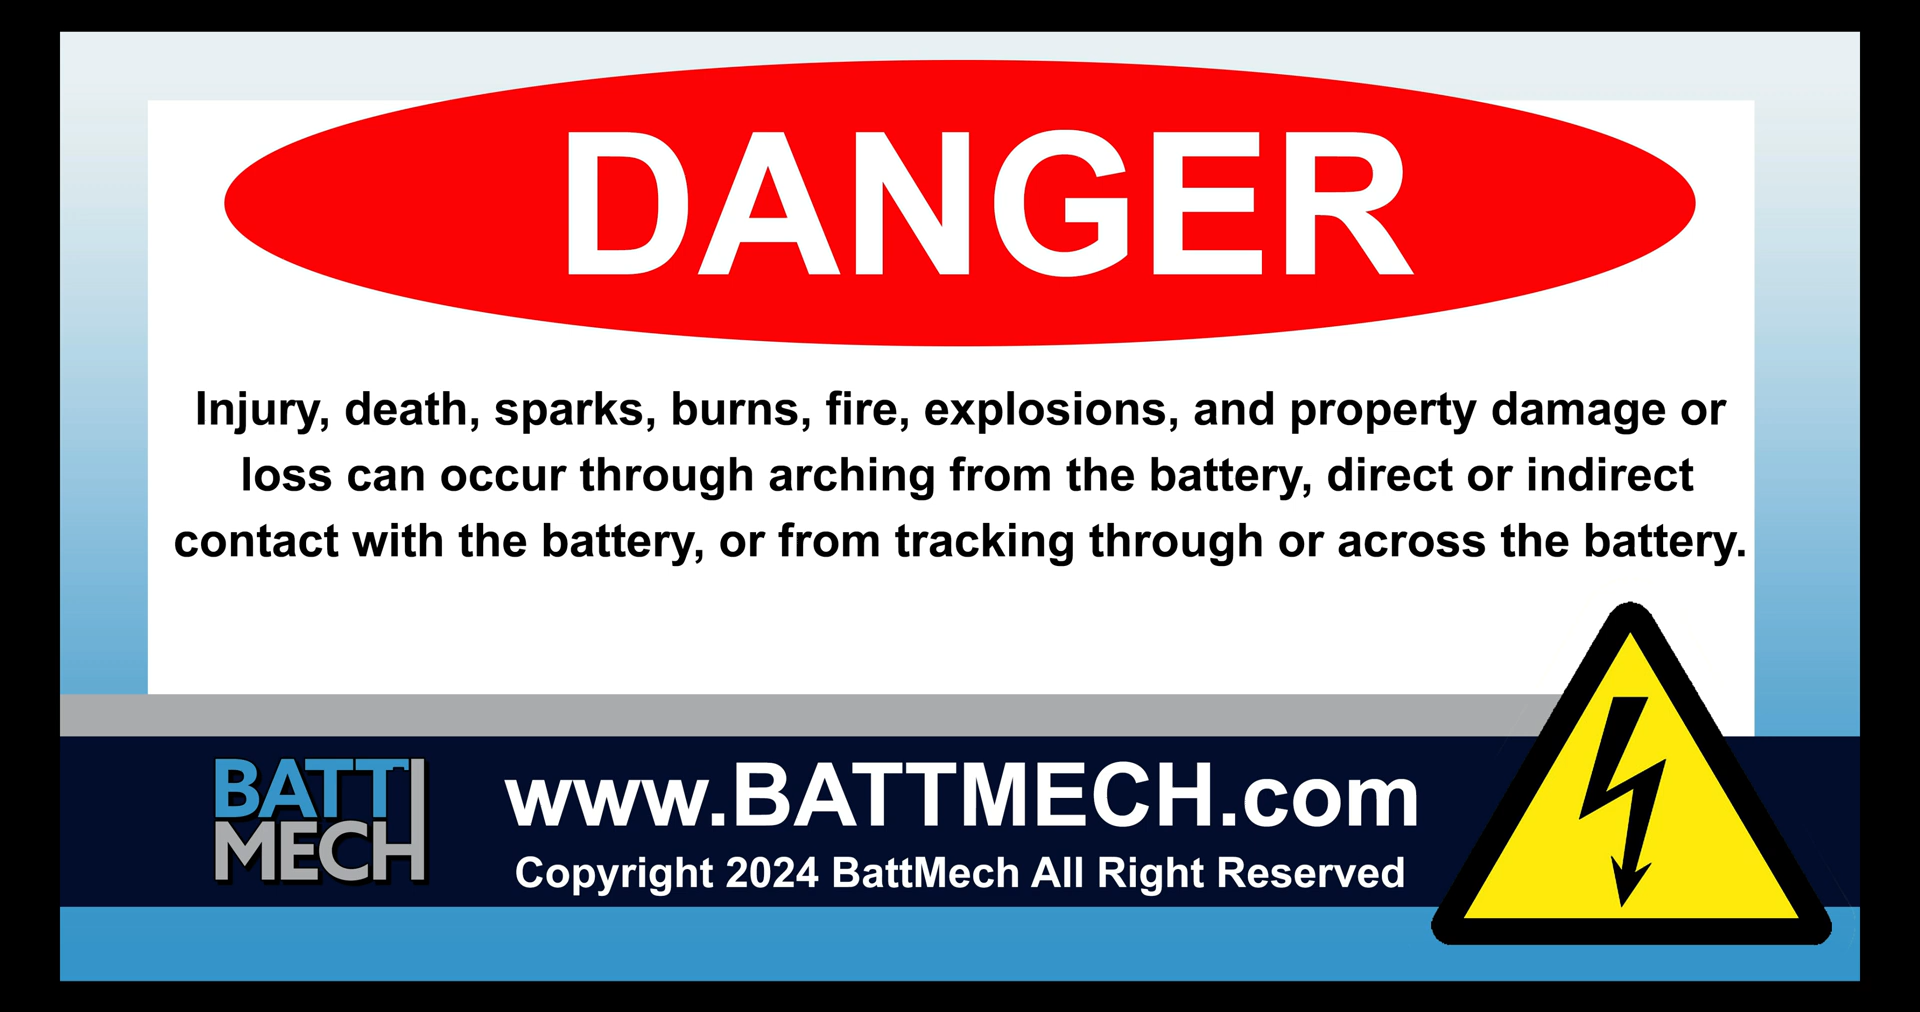 DANGER
Injury, death, sparks, burns, fire, explosions, and property damage or
loss can occur through arching from the battery, direct or indirect
contact with the battery, or from tracking through or across the battery.
BATT
MECH
www.BATTMECH.com
Copyright 2024 BattMech All Right Reserved